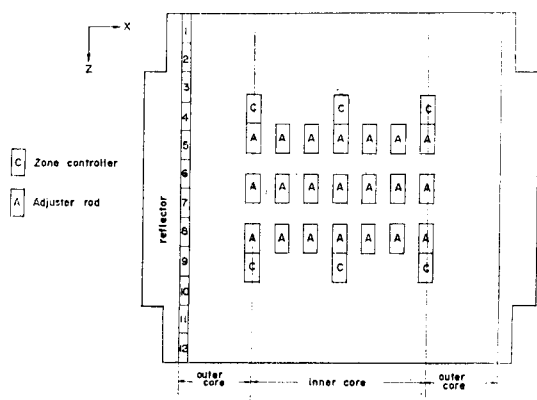 X
Z
1
2
3
4
5
6
7
8
9
10
11
12
C C C
A A A A A A A
A A A A A A A
A A A A A A A
C C C
C Zone controller
A Adjuster rod
reflector
outer core
inner core
outer core